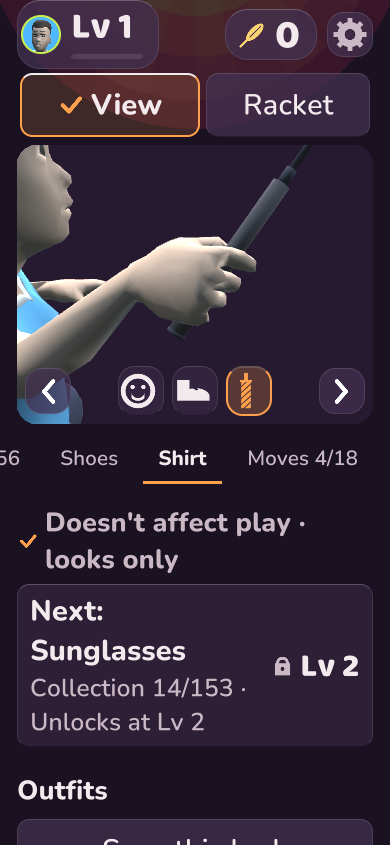 Lv 1
0
View
Racket
56
Shoes
Shirt
Moves 4/18
Doesn't affect play ·
looks only
Next:
Sunglasses
Lv 2
Collection 14/153 ·
Unlocks at Lv 2
Outfits